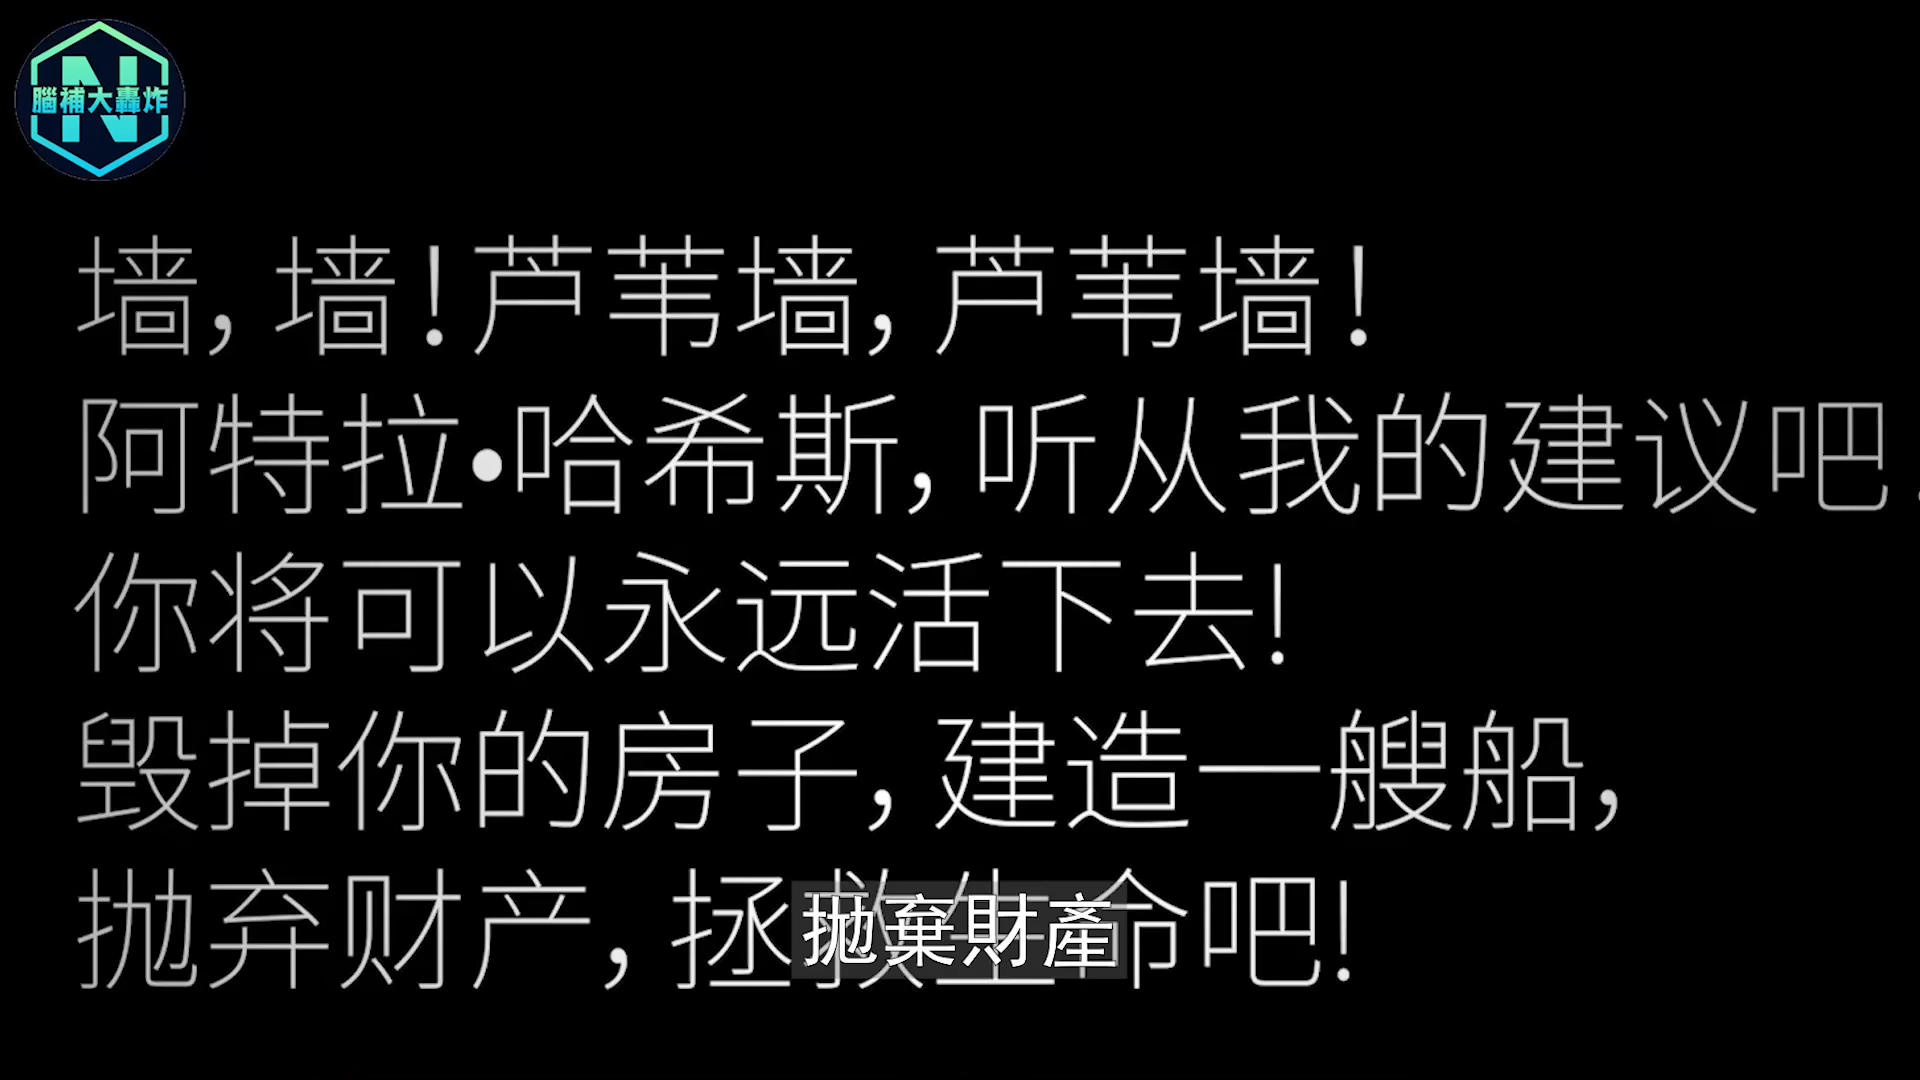 腦補大轟炸
墙，墙！芦苇墙，芦苇墙！
阿特拉•哈希斯，听从我的建议吧
你将可以永远活下去！
毁掉你的房子，建造一艘船，
抛弃财产，拯救生命吧！
拋棄財產